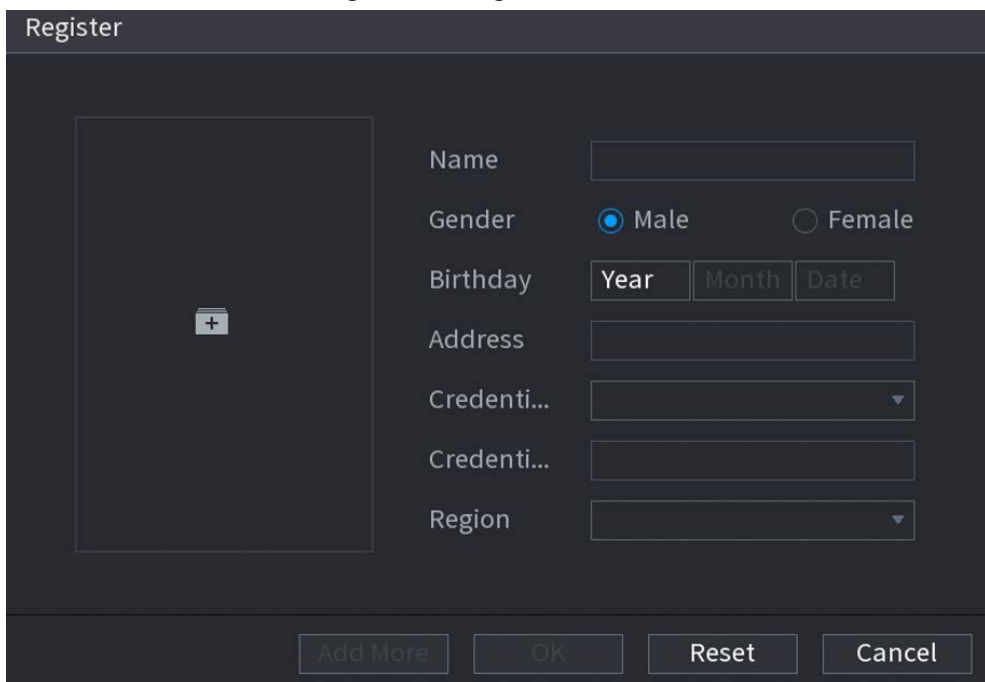 Register
Name
Gender Male Female
Birthday Year Month Date
Address
Credenti...
Credenti...
Region
Add More OK Reset Cancel